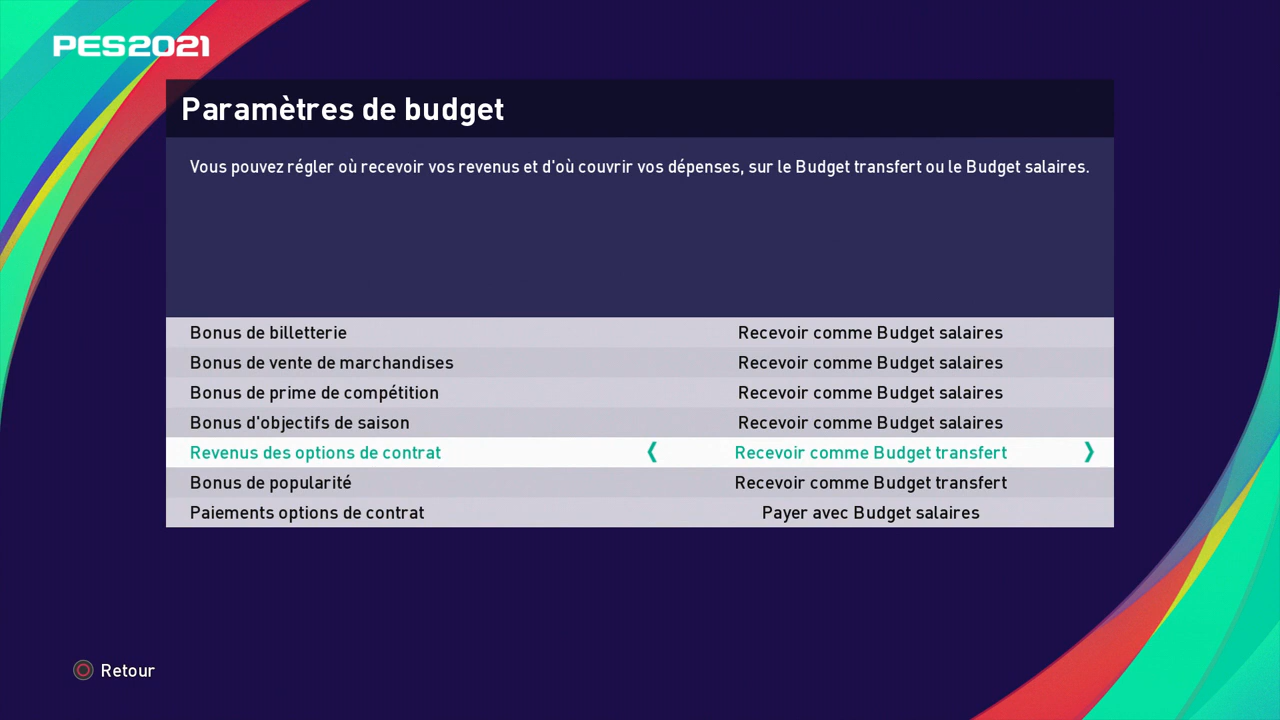 PES2021
Paramètres de budget
Vous pouvez régler où recevoir vos revenus et d'où couvrir vos dépenses, sur le Budget transfert ou le Budget salaires.
Bonus de billetterie Recevoir comme Budget salaires
Bonus de vente de marchandises Recevoir comme Budget salaires
Bonus de prime de compétition Recevoir comme Budget salaires
Bonus d'objectifs de saison Recevoir comme Budget salaires
Revenus des options de contrat Recevoir comme Budget transfert
Bonus de popularité Recevoir comme Budget transfert
Paiements options de contrat Payer avec Budget salaires
Retour